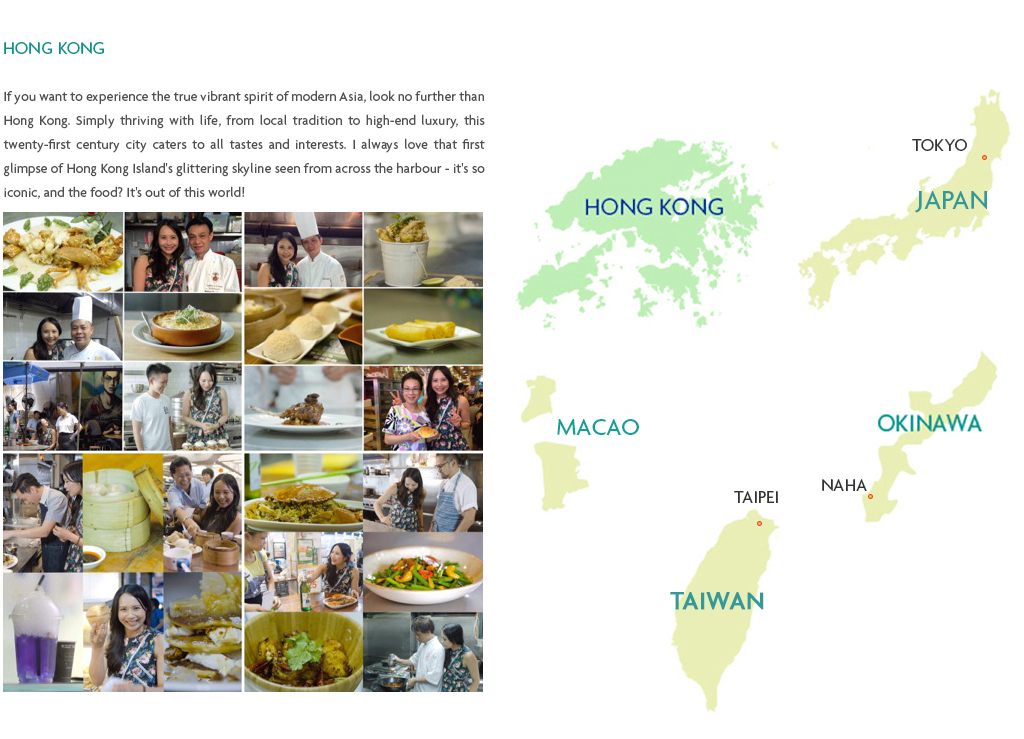 HONG KONG
If you want to experience the true vibrant spirit of modern Asia, look no further than
Hong Kong. Simply thriving with life, from local tradition to high-end luxury, this
twenty-first century city caters to all tastes and interests. I always love that first
glimpse of Hong Kong Island's glittering skyline seen from across the harbour - it's so
iconic, and the food? It's out of this world!
HONG KONG
TOKYO
JAPAN
MACAO
OKINAWA
NAHA
TAIPEI
TAIWAN